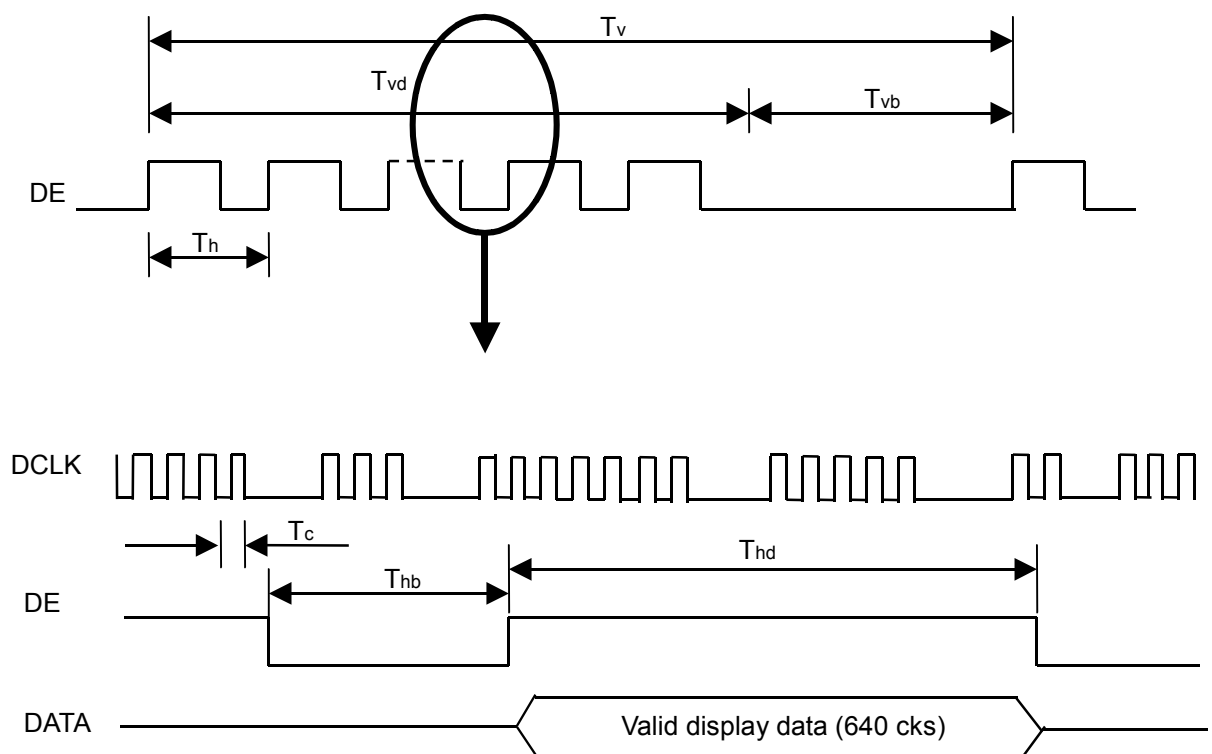 Tv
Tvd
Tvb
DE
Th
DCLK
Tc
Thd
Thb
DE
DATA
Valid display data (640 cks)